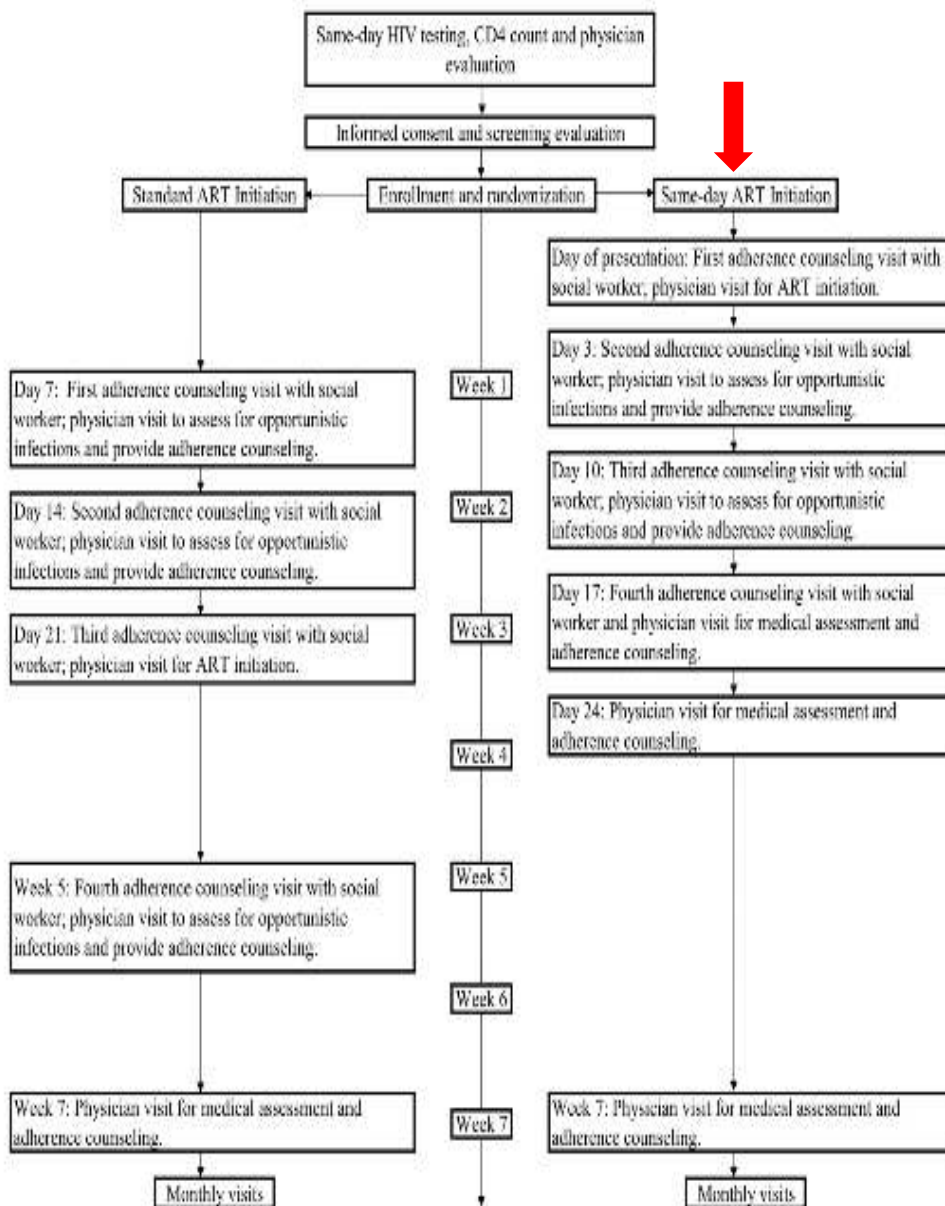 Same-day HIV testing, CD4 count and physician
evaluation
Informed consent and screening evaluation
Standard ART Initiation
Enrollment and randomization
Same-day ART Initiation
Day of presentation: First adherence counseling visit with
social worker; physician visit for ART initiation.
Day 3: Second adherence counseling visit with social
worker; physician visit to assess for opportunistic
infections and provide adherence counseling.
Week 1
Day 7: First adherence counseling visit with social
worker; physician visit to assess for opportunistic
infections and provide adherence counseling.
Day 10: Third adherence counseling visit with social
worker; physician visit to assess for opportunistic
infections and provide adherence counseling.
Week 2
Day 14: Second adherence counseling visit with social
worker; physician visit to assess for opportunistic
infections and provide adherence counseling.
Day 17: Fourth adherence counseling visit with social
worker and physician visit for medical assessment and
adherence counseling.
Week 3
Day 21: Third adherence counseling visit with social
worker; physician visit for ART initiation.
Day 24: Physician visit for medical assessment and
adherence counseling.
Week 4
Week 5: Fourth adherence counseling visit with social
worker; physician visit to assess for opportunistic
infections and provide adherence counseling.
Week 5
Week 6
Week 7: Physician visit for medical assessment and
adherence counseling.
Week 7
Week 7: Physician visit for medical assessment and
adherence counseling.
Monthly visits
Monthly visits